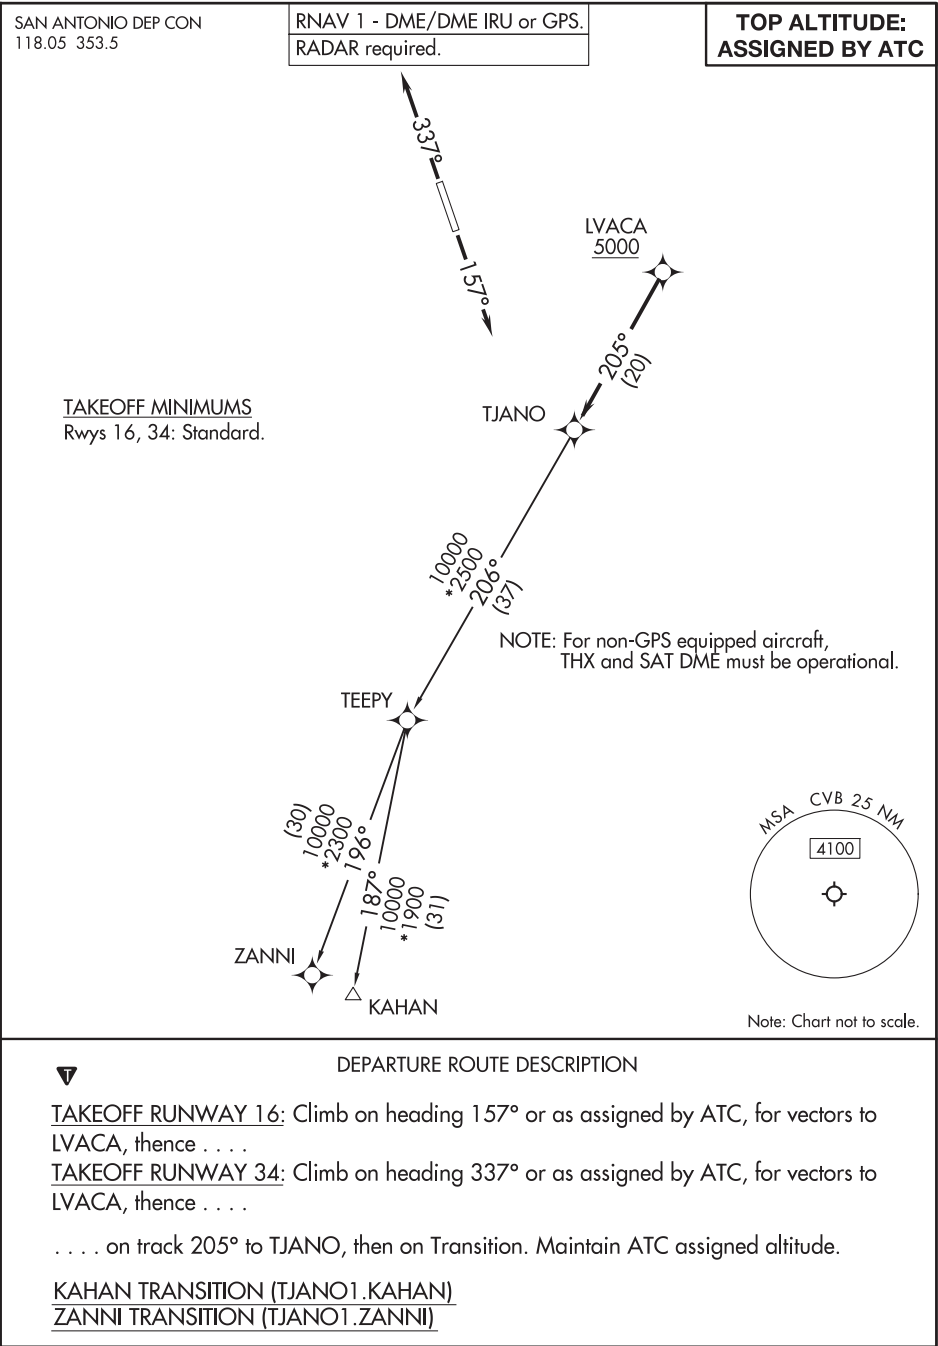 SAN ANTONIO DEP CON
118.05 353.5
RNAV 1 - DME/DME IRU or GPS.
RADAR required.
TOP ALTITUDE:
ASSIGNED BY ATC
337°
157°
LVACA
5000
205°
(20)
TAKEOFF MINIMUMS
Rwys 16, 34: Standard.
TJANO
10000
*2500
206°
(37)
NOTE: For non-GPS equipped aircraft,
THX and SAT DME must be operational.
TEEPY
(30)
10000
*2300
196°
187°
10000
*1900
(31)
MSA CVB 25 NM
4100
ZANNI
KAHAN
Note: Chart not to scale.
DEPARTURE ROUTE DESCRIPTION
T
TAKEOFF RUNWAY 16: Climb on heading 157° or as assigned by ATC, for vectors to
LVACA, thence . . . .
TAKEOFF RUNWAY 34: Climb on heading 337° or as assigned by ATC, for vectors to
LVACA, thence . . . .
. . . . on track 205° to TJANO, then on Transition. Maintain ATC assigned altitude.
KAHAN TRANSITION (TJANO1.KAHAN)
ZANNI TRANSITION (TJANO1.ZANNI)